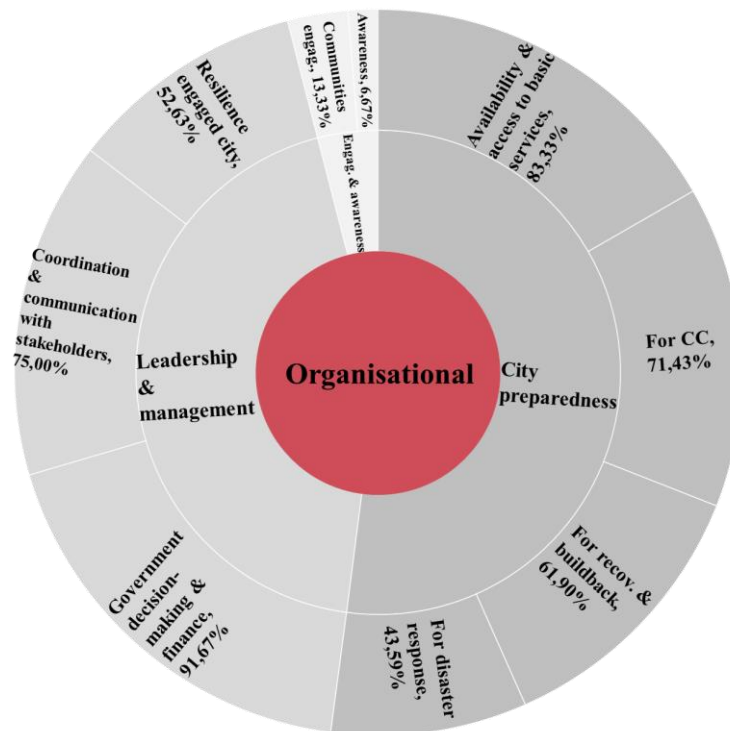 Organisational
City
preparedness
Availability &
access to basic
services,
83,33%
For CC,
71,43%
For recov. &
buildback,
61,90%
For disaster
response,
43,59%
Leadership
&
management
Government
decision-
making &
finance,
91,67%
Coordination
&
communication
with
stakeholders,
75,00%
Resilience
engaged city,
52,63%
Engag. & awareness
Communities
engag., 13,33%
Awareness, 6,67%